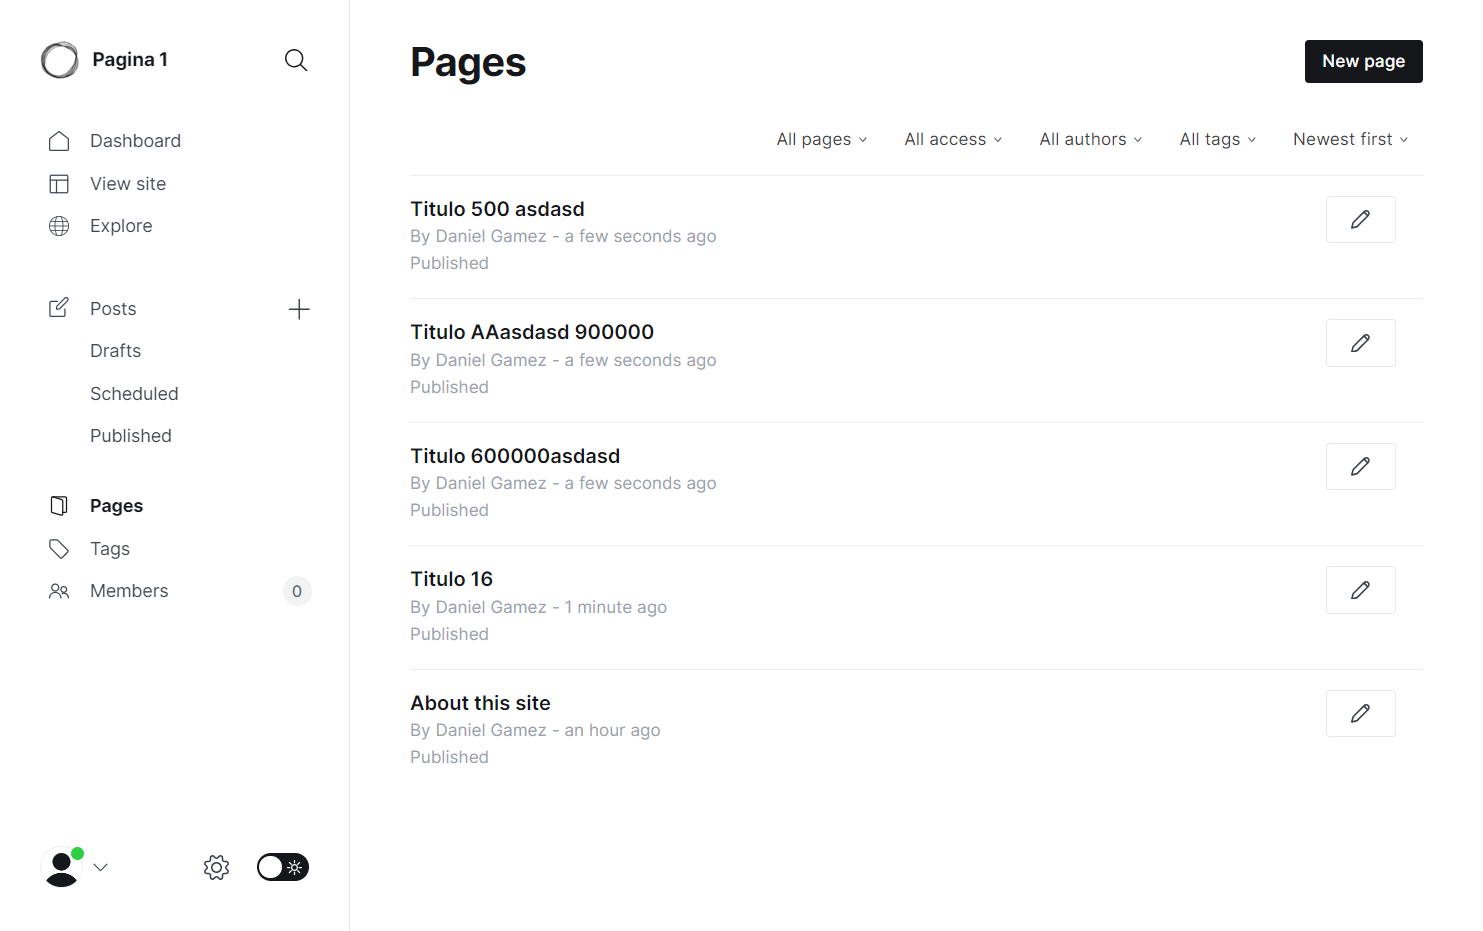 Pagina 1
Dashboard
View site
Explore
Posts
Drafts
Scheduled
Published
Pages
Tags
Members
0
Pages
New page
All pages
All access
All authors
All tags
Newest first
Titulo 500 asdasd
By Daniel Gamez - a few seconds ago
Published
Titulo AAasdasd 900000
By Daniel Gamez - a few seconds ago
Published
Titulo 600000asdasd
By Daniel Gamez - a few seconds ago
Published
Titulo 16
By Daniel Gamez - 1 minute ago
Published
About this site
By Daniel Gamez - an hour ago
Published